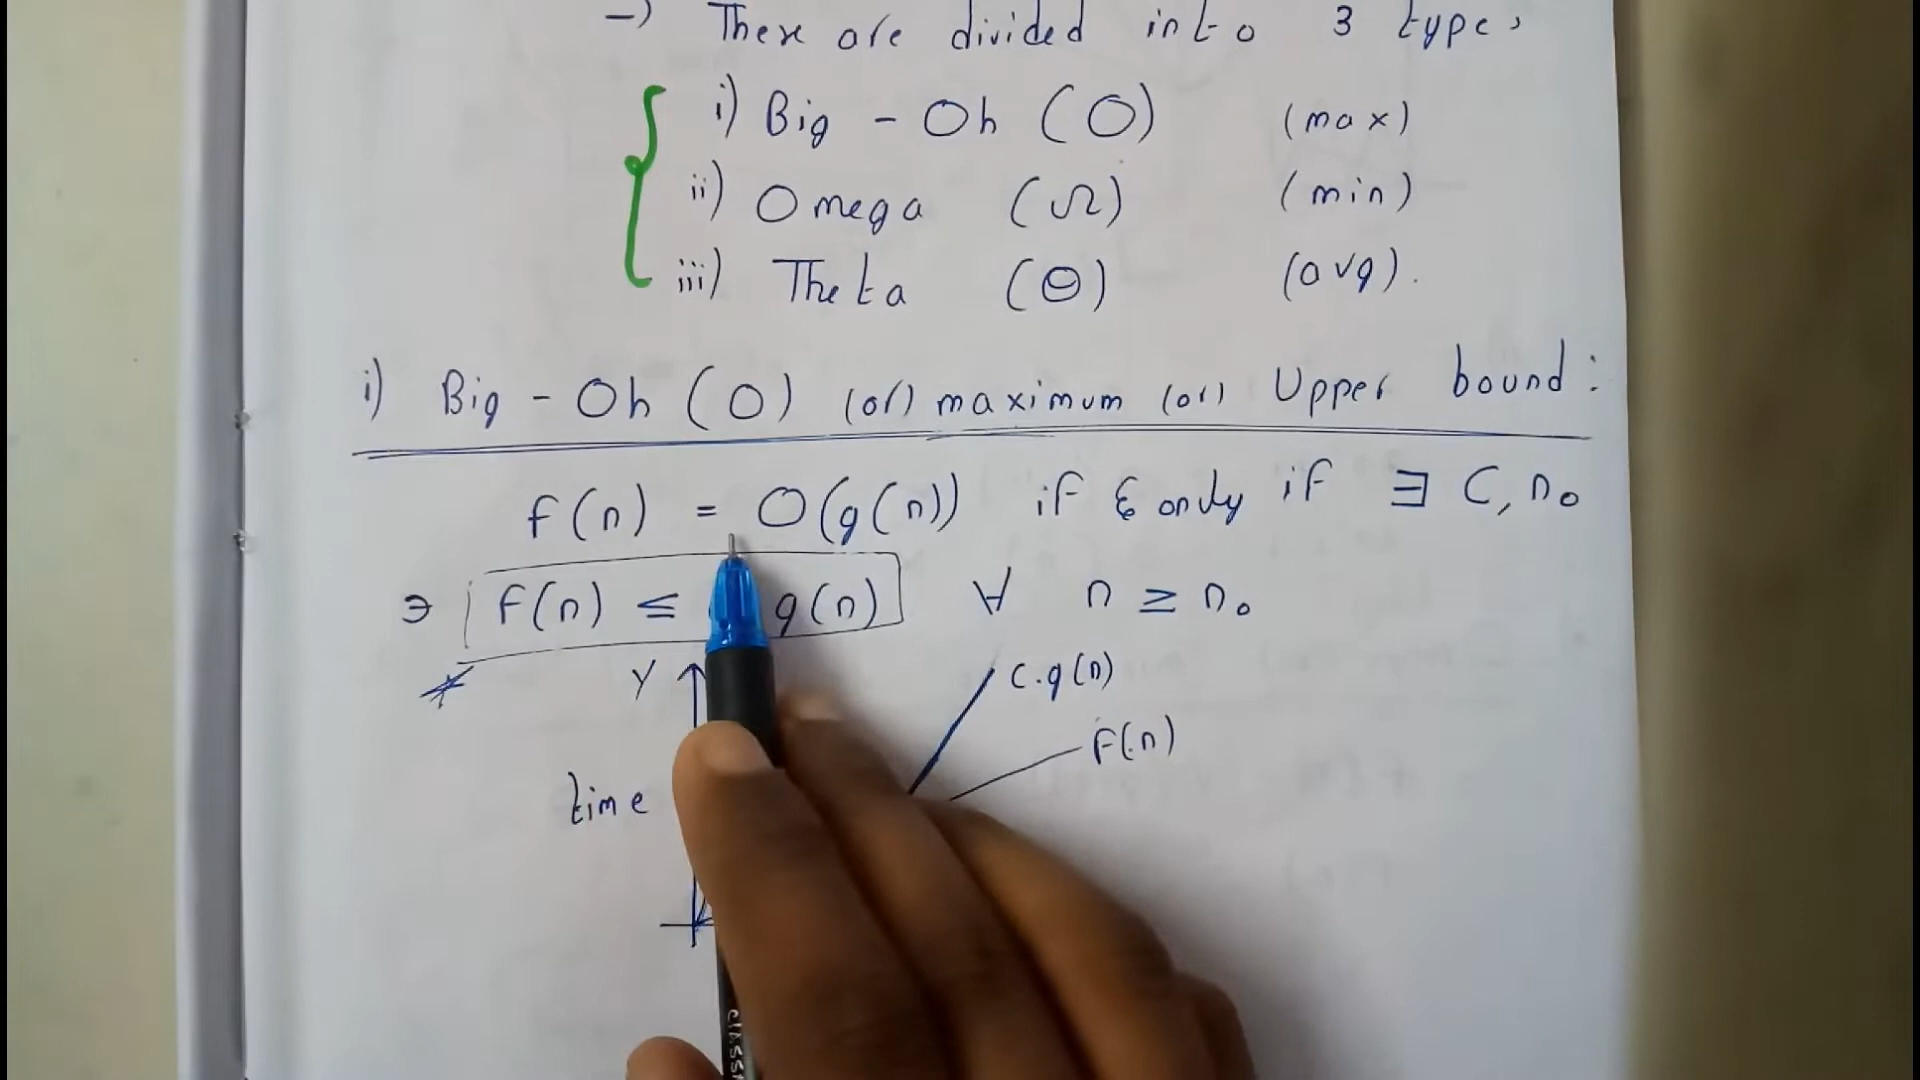 -) There are divided into 3 types
i) Big - Oh (O) (max)
ii) Omega (Ω) (min)
iii) Theta (Θ) (avg).
i) Big - Oh (O) (or) maximum (or) Upper bound :
f(n) = O(g(n)) if & only if ∃ C, n₀
∋ f(n) ≤ g(n) ∀ n ≥ n₀
Y
C.g(n)
f(n)
time